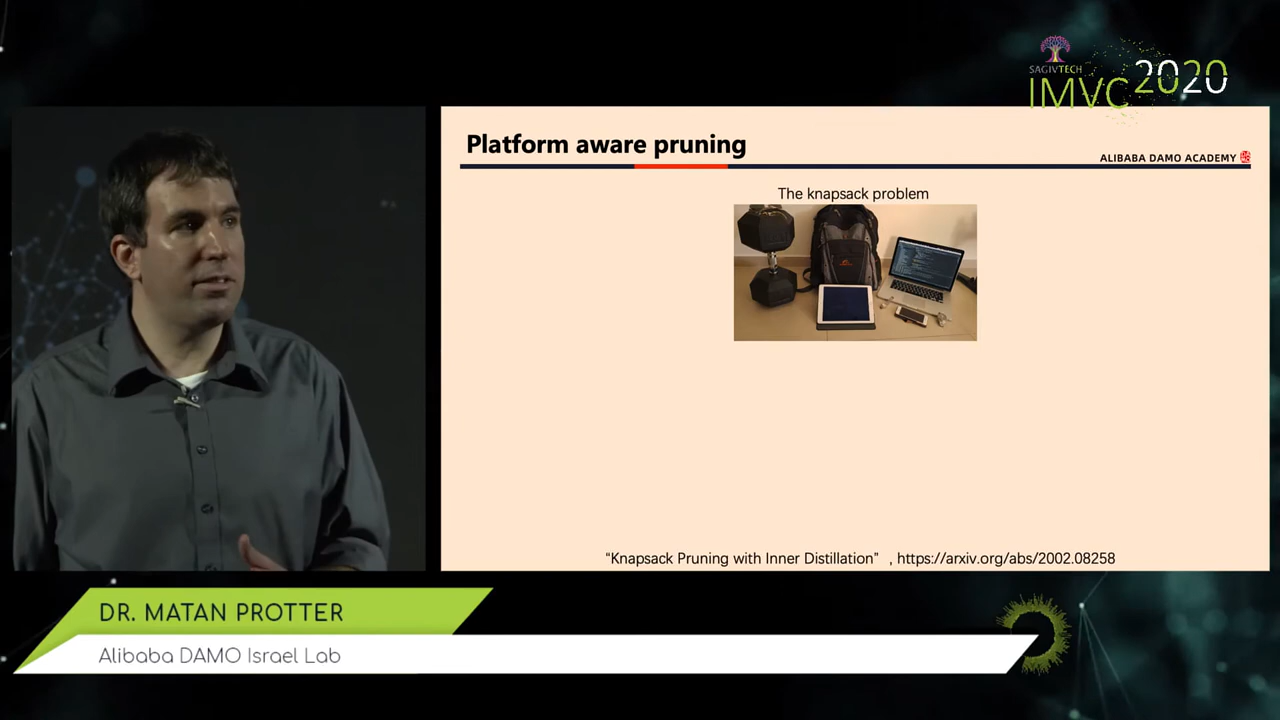 SAGIVTECH
IMVC 2020
Platform aware pruning
ALIBABA DAMO ACADEMY
The knapsack problem
“Knapsack Pruning with Inner Distillation” , https://arxiv.org/abs/2002.08258
DR. MATAN PROTTER
Alibaba DAMO Israel Lab